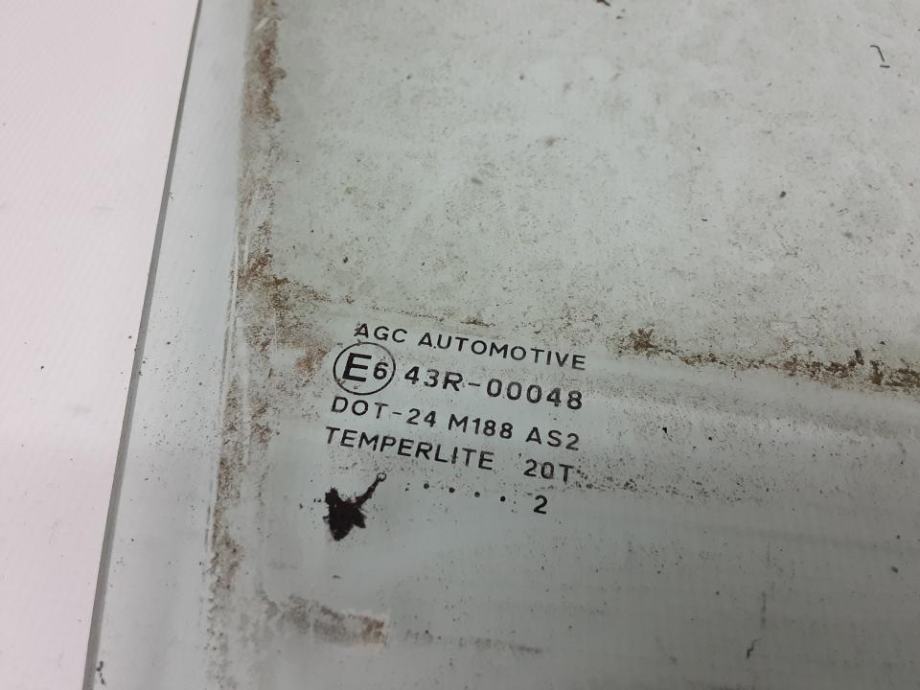 AGC AUTOMOTIVE
E6 43R-00048
DOT-24 M188 AS2
TEMPERLITE 20T
..... 2